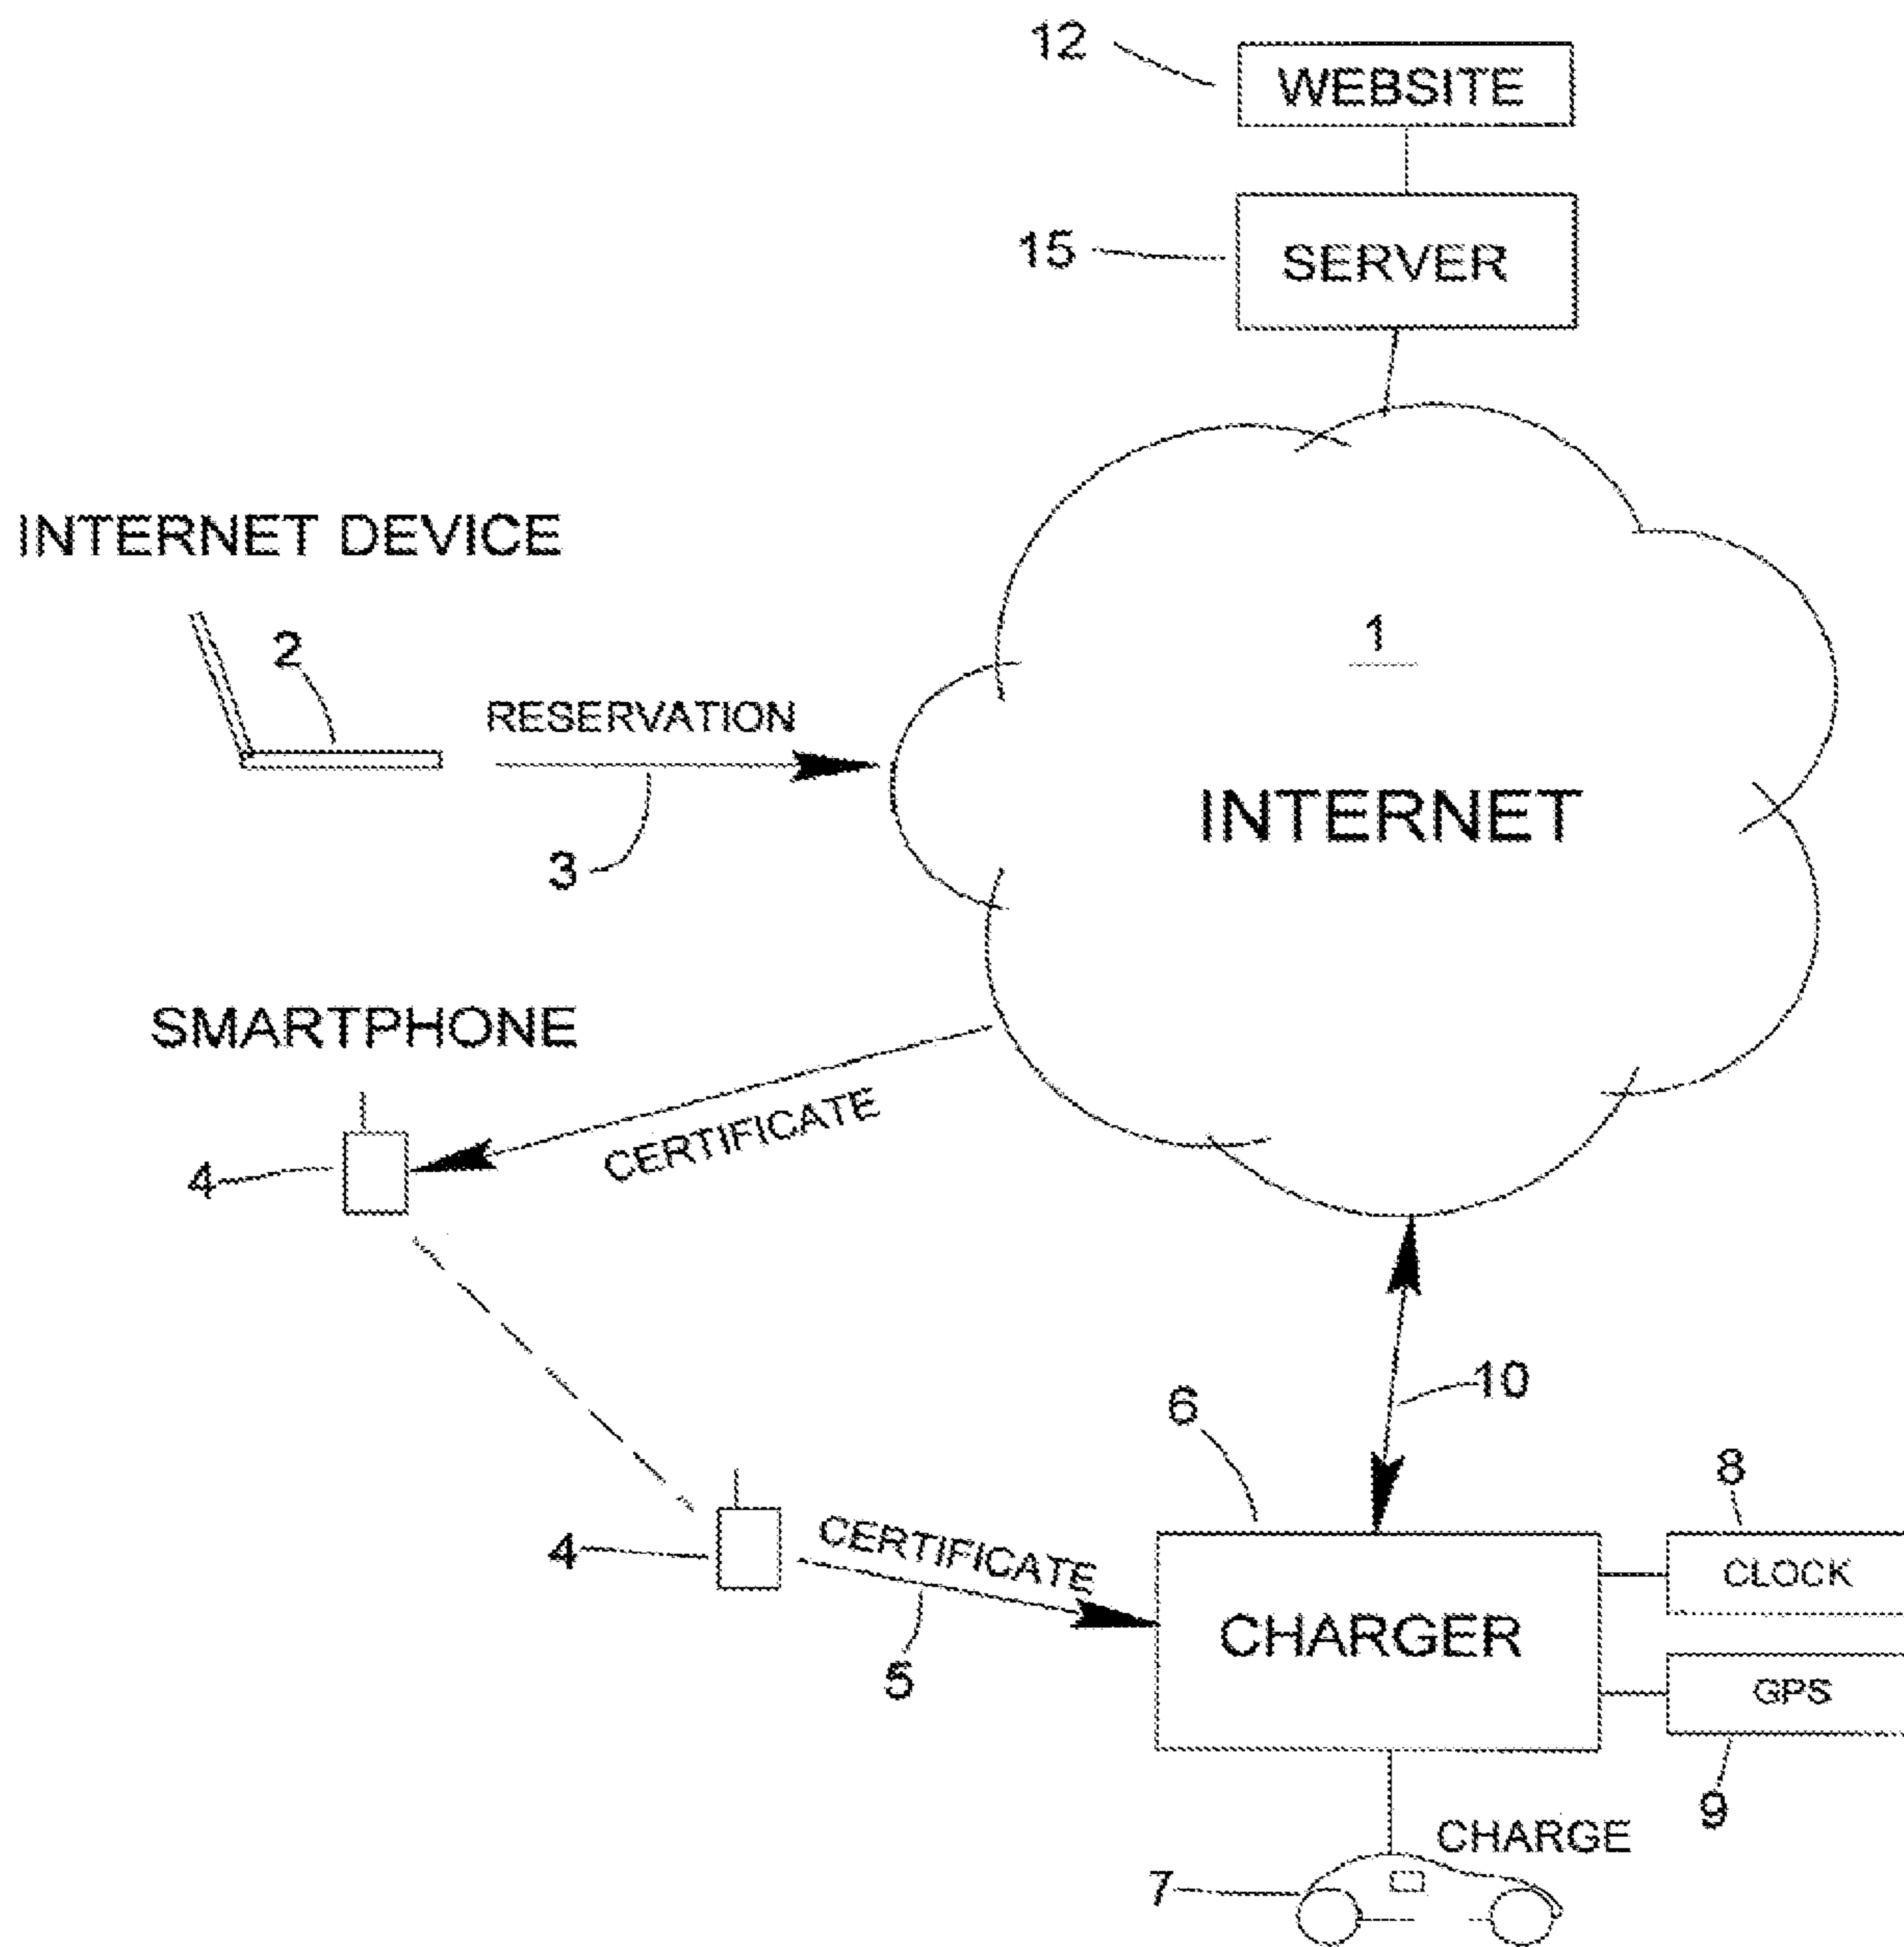 12
WEBSITE
15
SERVER
INTERNET DEVICE
2
RESERVATION
3
1
INTERNET
SMARTPHONE
4
CERTIFICATE
10
6
8
4
CERTIFICATE
5
CHARGER
CLOCK
GPS
9
CHARGE
7